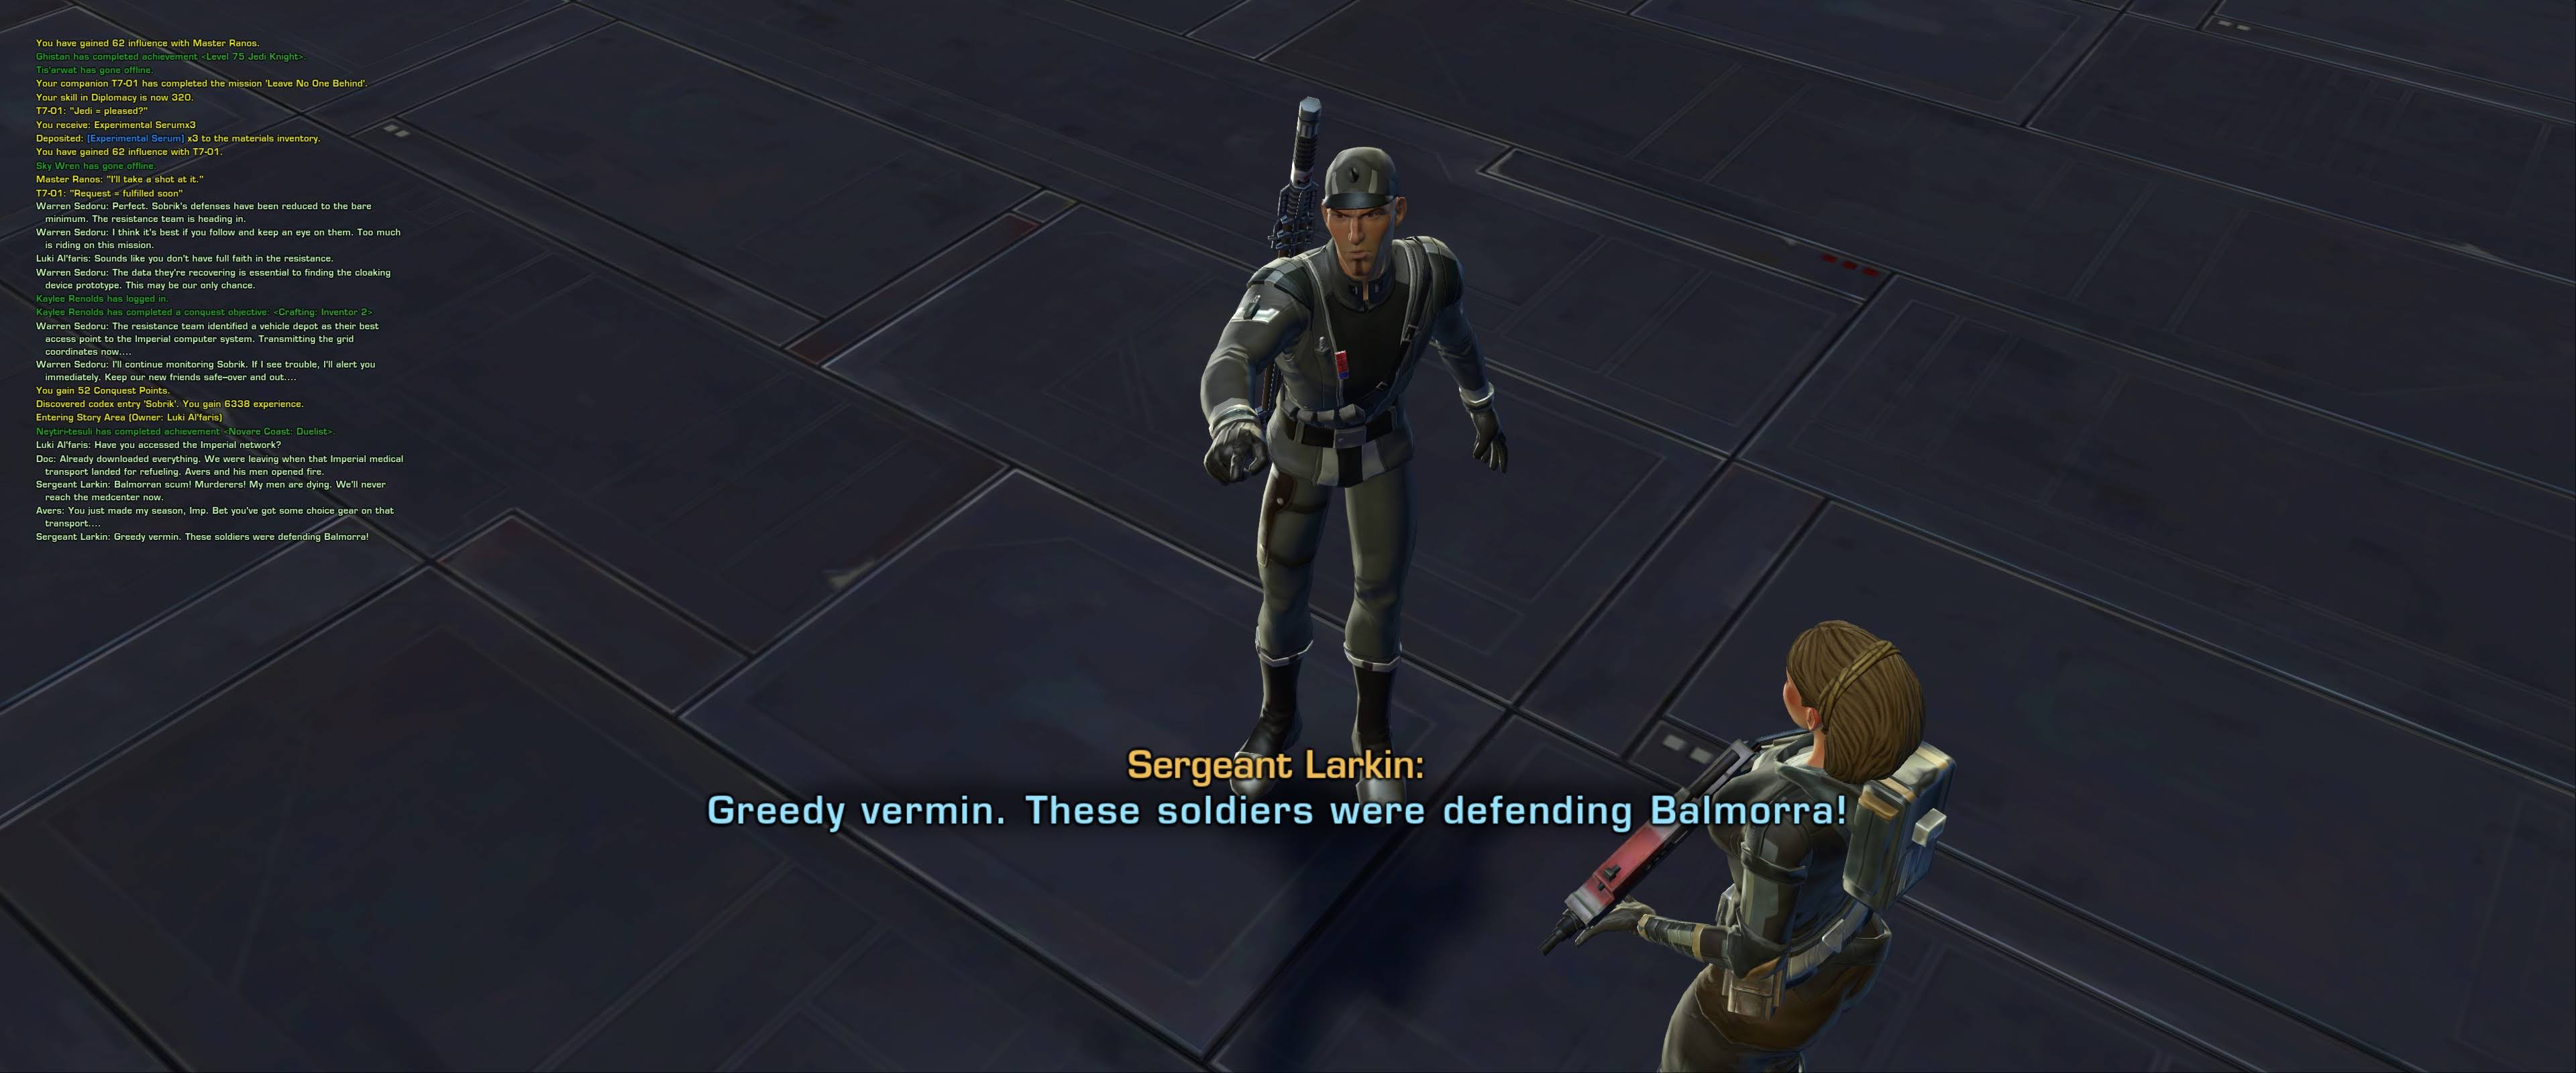 You have gained 62 influence with Master Ranos.
Ghistan has completed achievement <Level 75 Jedi Knight>
Tis'arwat has gone offline.
Your companion T7-01 has completed the mission 'Leave No One Behind'.
Your skill in Diplomacy is now 320.
T7-01: "Jedi = pleased?"
You receive: Experimental Serumx3
Deposited: [Experimental Serum] x3 to the materials inventory.
You have gained 62 influence with T7-01.
Sky Wren has gone offline.
Master Ranos: "I'll take a shot at it."
T7-01: "Request = fulfilled soon"
Warren Sedoru: Perfect. Sobrik's defenses have been reduced to the bare
minimum. The resistance team is heading in.
Warren Sedoru: I think it's best if you follow and keep an eye on them. Too much
is riding on this mission.
Luki Al'faris: Sounds like you don't have full faith in the resistance.
Warren Sedoru: The data they're recovering is essential to finding the cloaking
device prototype. This may be our only chance.
Kaylee Renolds has logged in.
Kaylee Renolds has completed a conquest objective: <Crafting: Inventor 2>
Warren Sedoru: The resistance team identified a vehicle depot as their best
access point to the Imperial computer system. Transmitting the grid
coordinates now....
Warren Sedoru: I'll continue monitoring Sobrik. If I see trouble, I'll alert you
immediately. Keep our new friends safe–over and out....
You gain 52 Conquest Points.
Discovered codex entry 'Sobrik'. You gain 6338 experience.
Entering Story Area (Owner: Luki Al'faris)
Neytiri-tesuli has completed achievement <Novare Coast: Duelist>.
Luki Al'faris: Have you accessed the Imperial network?
Doc: Already downloaded everything. We were leaving when that Imperial medical
transport landed for refueling. Avers and his men opened fire.
Sergeant Larkin: Balmorran scum! Murderers! My men are dying. We'll never
reach the medcenter now.
Avers: You just made my season, Imp. Bet you've got some choice gear on that
transport....
Sergeant Larkin: Greedy vermin. These soldiers were defending Balmorra!
Sergeant Larkin:
Greedy vermin. These soldiers were defending Balmorra!